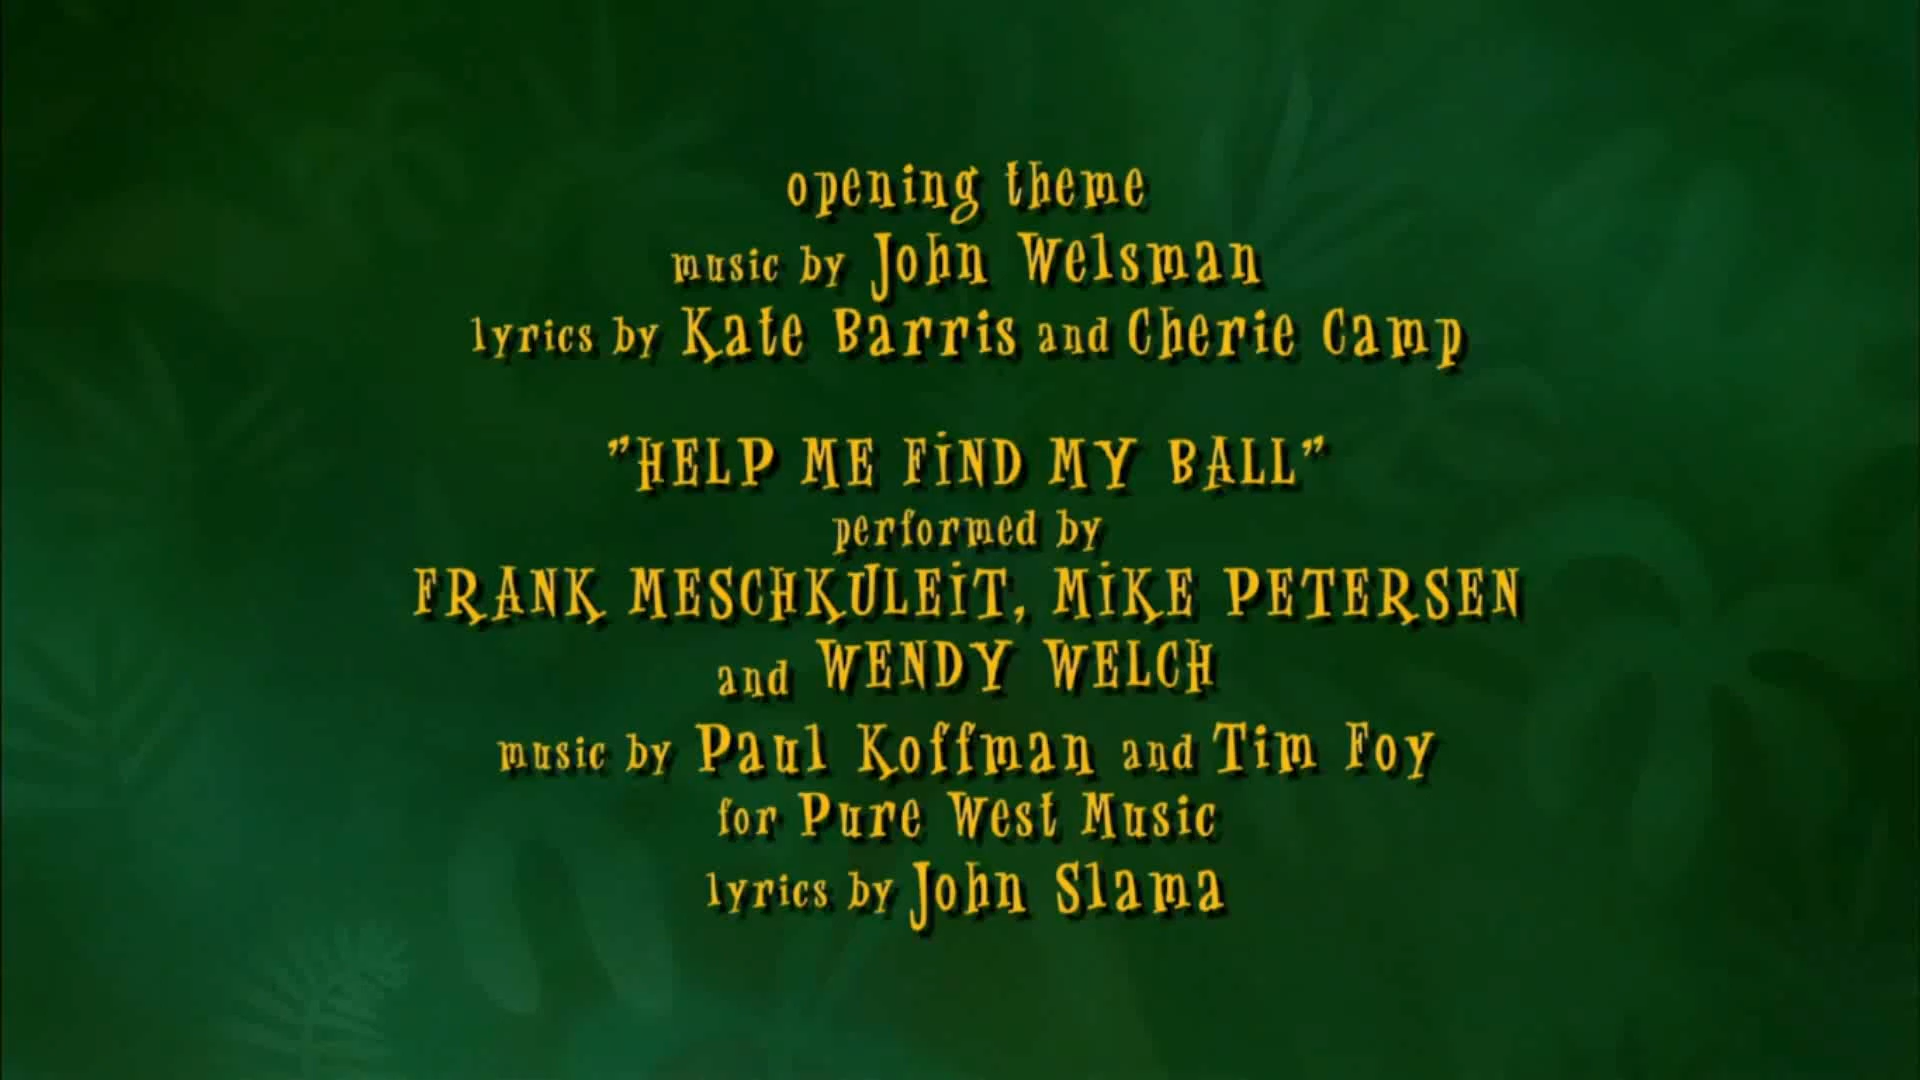 opening theme
music by John Welsman
lyrics by Kate Barris and Cherie Camp
"HELP ME FiND MY BALL"
performed by
FRANK MESCHKULEiT, MiKE PETERSEN
and WENDY WELCH
music by Paul Koffman and Tim Foy
for Pure West Music
lyrics by John Slama